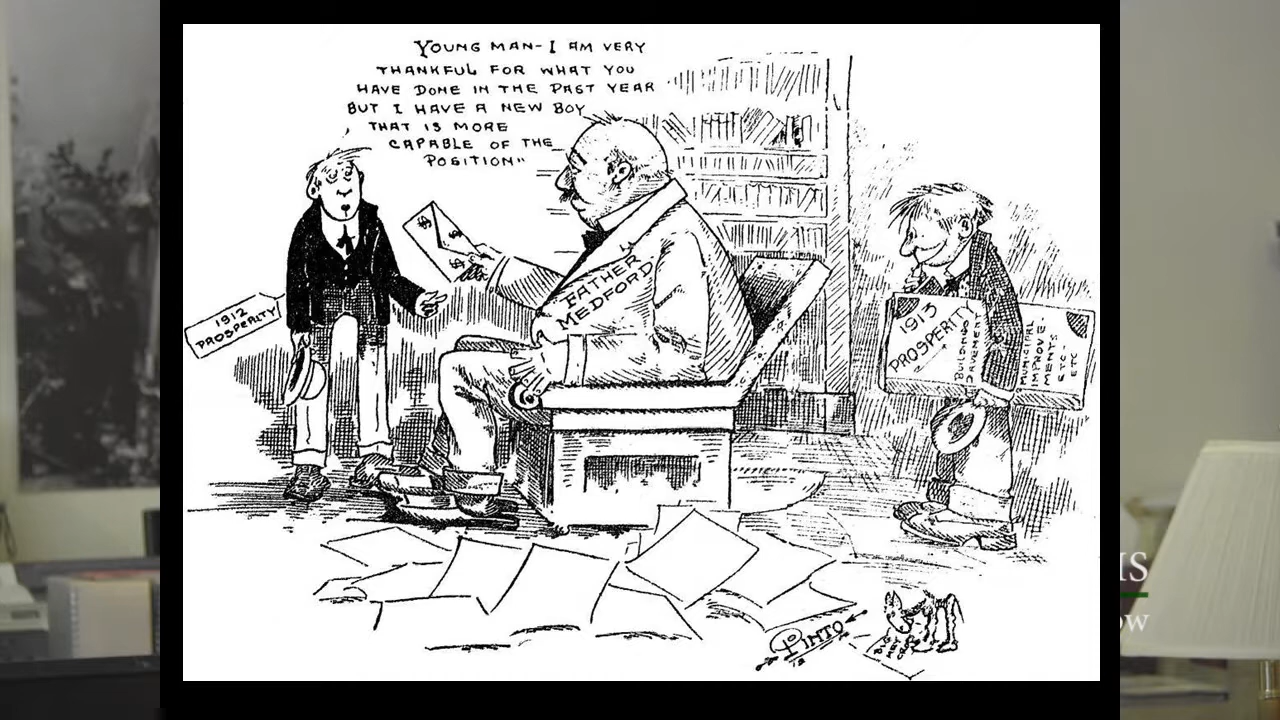 YOUNG MAN- I AM VERY
THANKFUL FOR WHAT YOU
HAVE DONE IN THE PAST YEAR
BUT I HAVE A NEW BOY
THAT IS MORE
CAPABLE OF THE
POSITION"
$
$
$
FATHER
MEDFORD
1912
PROSPERITY
1913
PROSPERITY
BUILDINGS
PAVEMENT
MUNICIPAL
IMPROVE-
MENTS
ETC-
ETC
PINTO
IS
OW